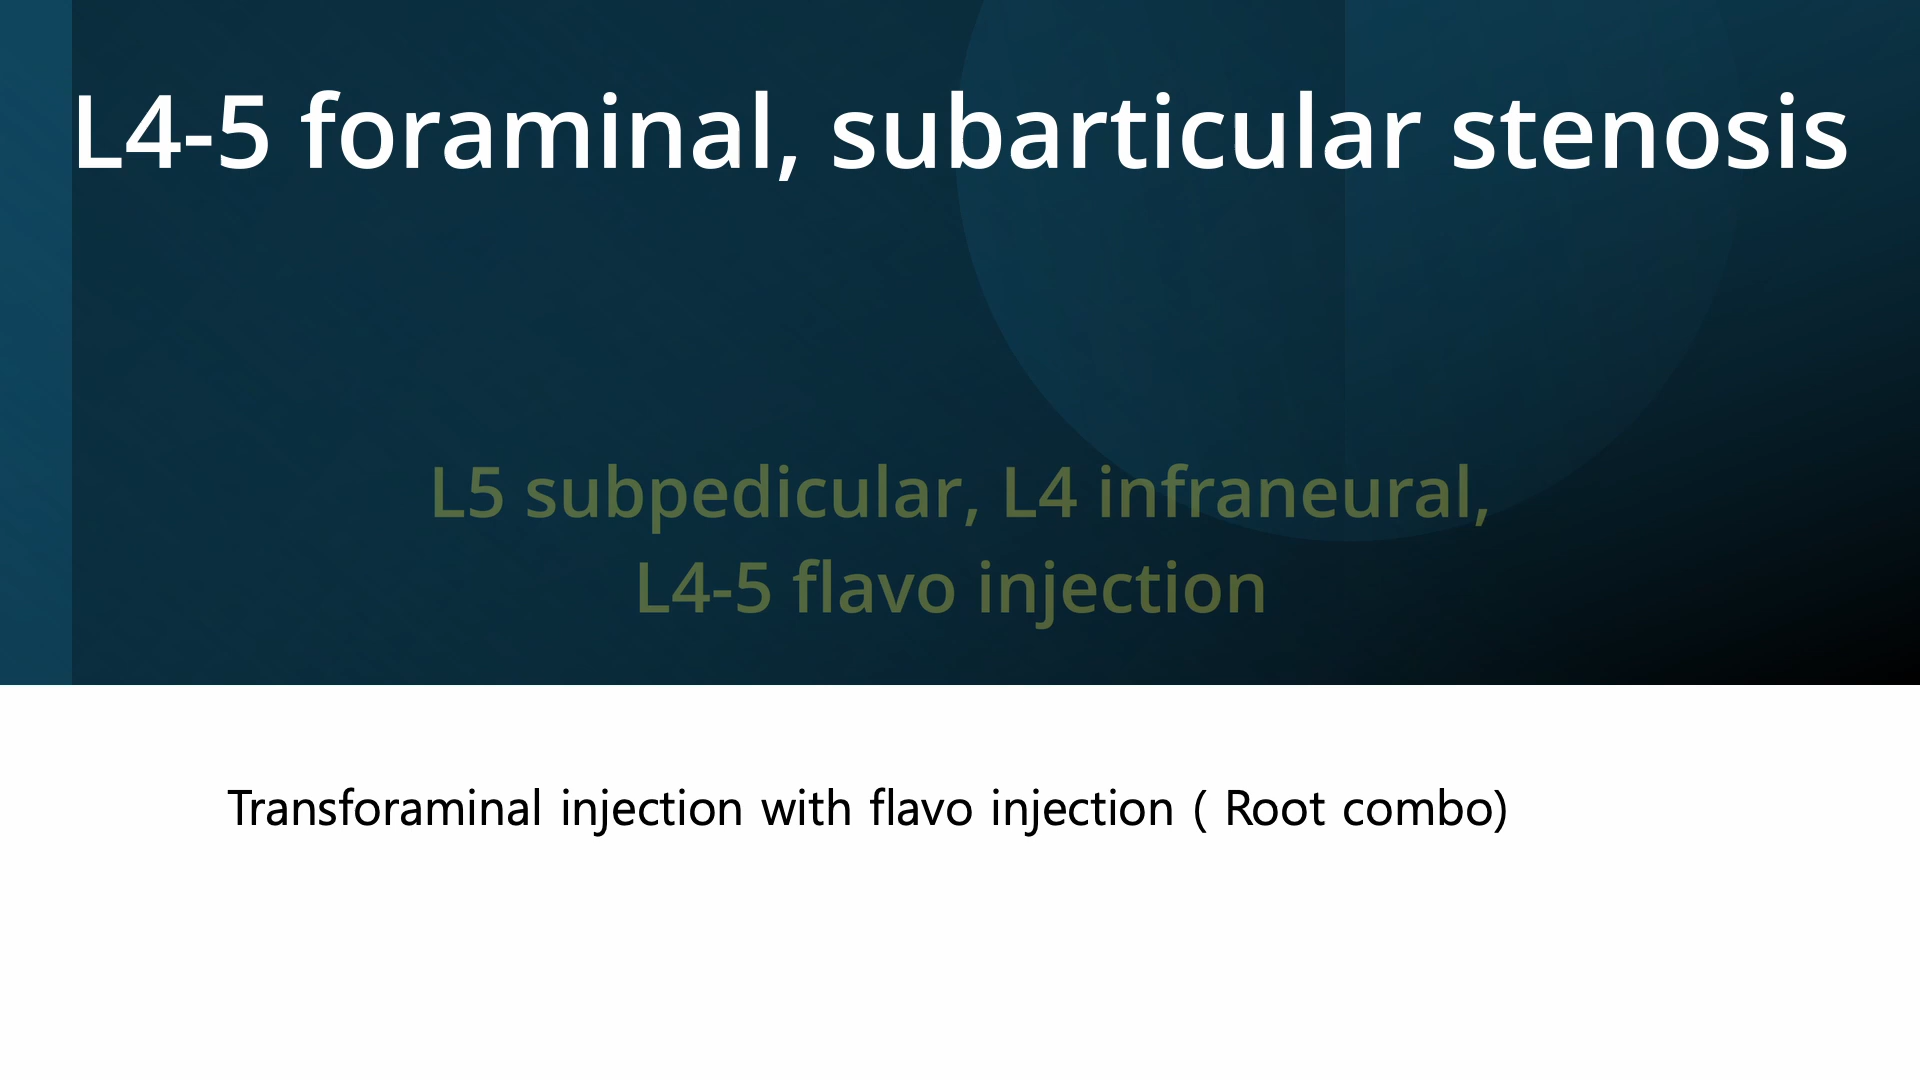 L4-5 foraminal, subarticular stenosis
L5 subpedicular, L4 infraneural,
L4-5 flavo injection
Transforaminal injection with flavo injection ( Root combo)